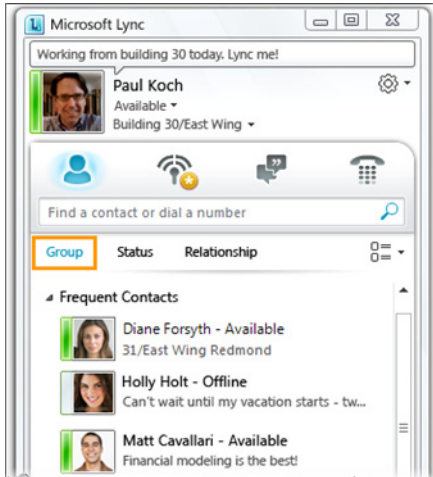 Microsoft Lync
Working from building 30 today. Lync me!
Paul Koch
Available
Building 30/East Wing
Find a contact or dial a number
Group Status Relationship
Frequent Contacts
Diane Forsyth - Available
31/East Wing Redmond
Holly Holt - Offline
Can't wait until my vacation starts - tw...
Matt Cavallari - Available
Financial modeling is the best!